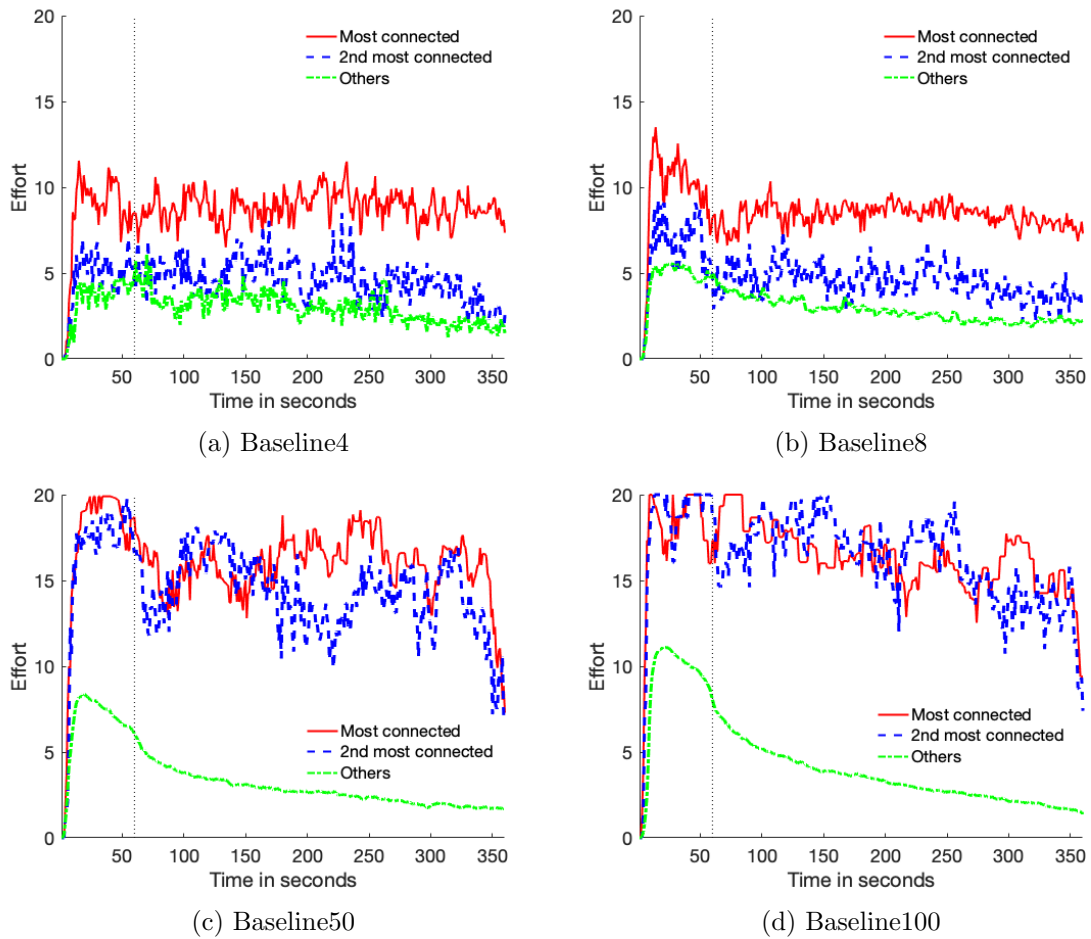 20
15
10
5
0
Effort
Most connected
2nd most connected
Others
50 100 150 200 250 300 350
Time in seconds
(a) Baseline4
20
15
10
5
0
Effort
Most connected
2nd most connected
Others
50 100 150 200 250 300 350
Time in seconds
(b) Baseline8
20
15
10
5
0
Effort
Most connected
2nd most connected
Others
50 100 150 200 250 300 350
Time in seconds
(c) Baseline50
20
15
10
5
0
Effort
Most connected
2nd most connected
Others
50 100 150 200 250 300 350
Time in seconds
(d) Baseline100